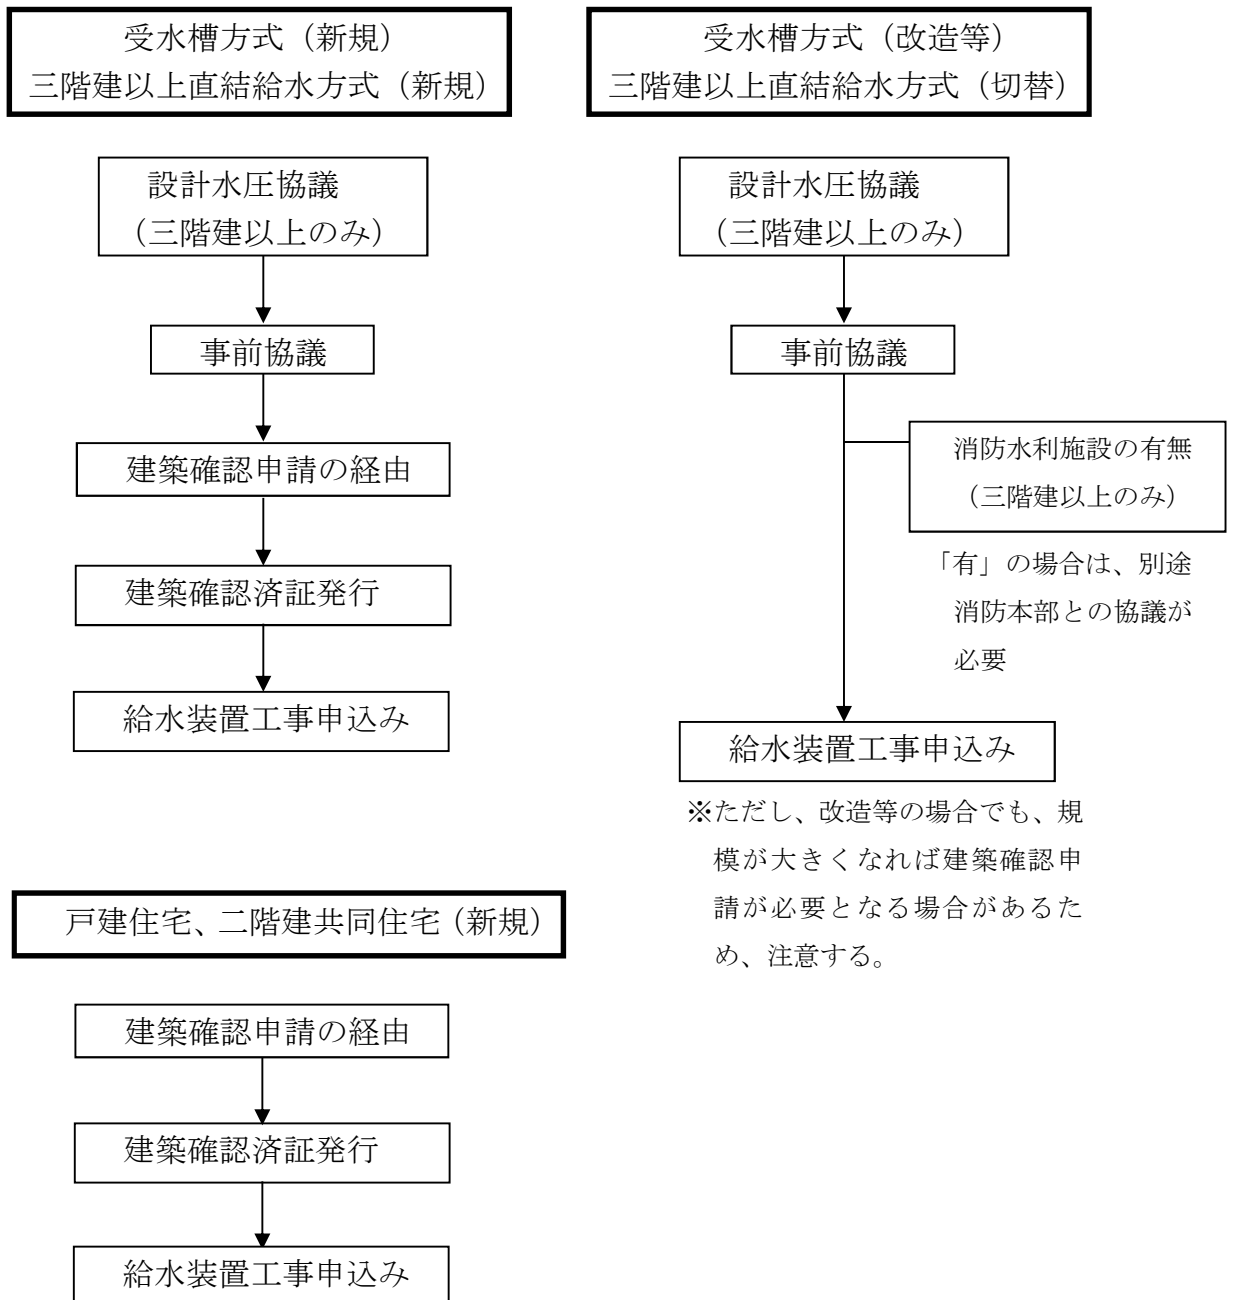 受水槽方式（新規）
三階建以上直結給水方式（新規）
設計水圧協議
（三階建以上のみ）
事前協議
建築確認申請の経由
建築確認済証発行
給水装置工事申込み
受水槽方式（改造等）
三階建以上直結給水方式（切替）
設計水圧協議
（三階建以上のみ）
事前協議
消防水利施設の有無
（三階建以上のみ）
「有」の場合は、別途
消防本部との協議が
必要
給水装置工事申込み
※ただし、改造等の場合でも、規
模が大きくなれば建築確認申
請が必要となる場合があるた
め、注意する。
戸建住宅、二階建共同住宅（新規）
建築確認申請の経由
建築確認済証発行
給水装置工事申込み